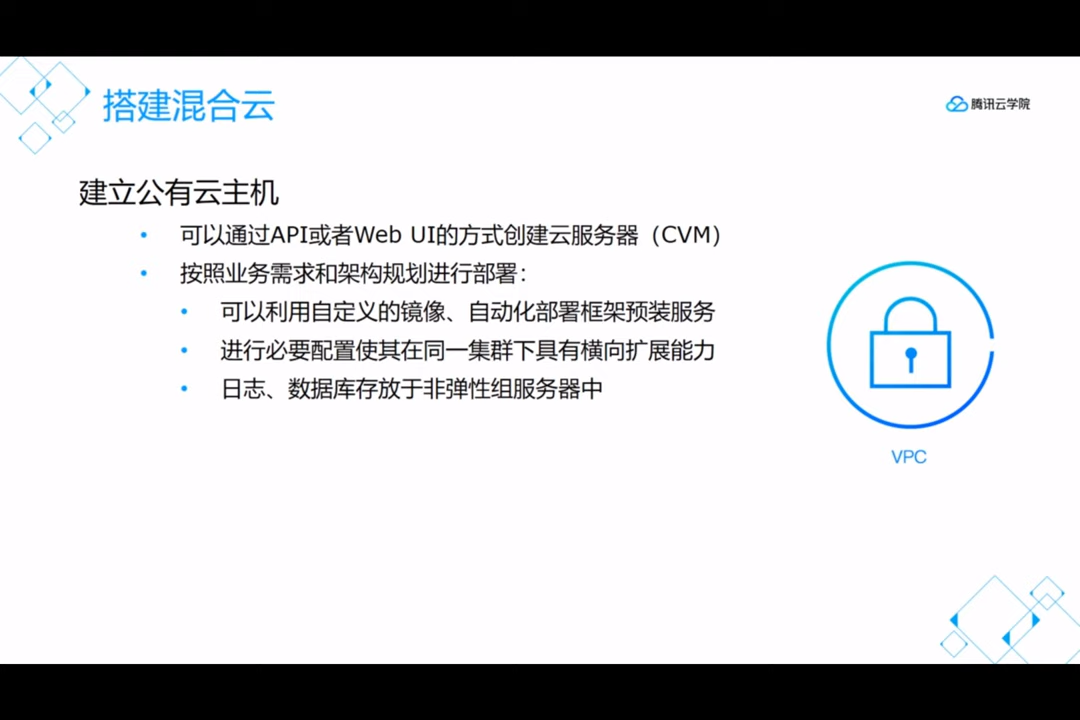 搭建混合云
腾讯云学院
建立公有云主机
• 可以通过API或者Web UI的方式创建云服务器（CVM）
• 按照业务需求和架构规划进行部署：
• 可以利用自定义的镜像、自动化部署框架预装服务
• 进行必要配置使其在同一集群下具有横向扩展能力
• 日志、数据库存放于非弹性组服务器中
VPC